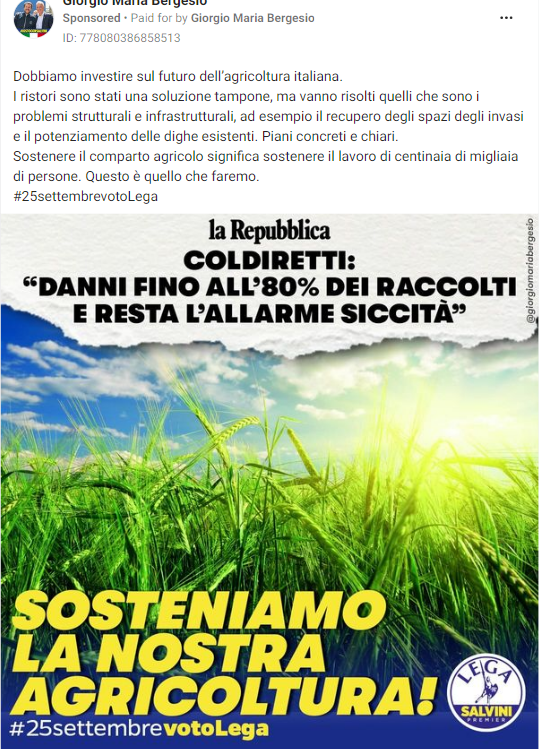 Giorgio Maria Bergesio
Sponsored • Paid for by Giorgio Maria Bergesio
ID: 778080386858513
Dobbiamo investire sul futuro dell'agricoltura italiana.
I ristori sono stati una soluzione tampone, ma vanno risolti quelli che sono i
problemi strutturali e infrastrutturali, ad esempio il recupero degli spazi degli invasi
e il potenziamento delle dighe esistenti. Piani concreti e chiari.
Sostenere il comparto agricolo significa sostenere il lavoro di centinaia di migliaia
di persone. Questo è quello che faremo.
#25settembrevotoLega
la Repubblica
COLDIRETTI:
“DANNI FINO ALL’80% DEI RACCOLTI
E RESTA L’ALLARME SICCITÀ”
@giorgiomariabergesio
SOSTENIAMO
LA NOSTRA
AGRICOLTURA!
#25settembrevotoLega
LEGA
SALVINI
PREMIER